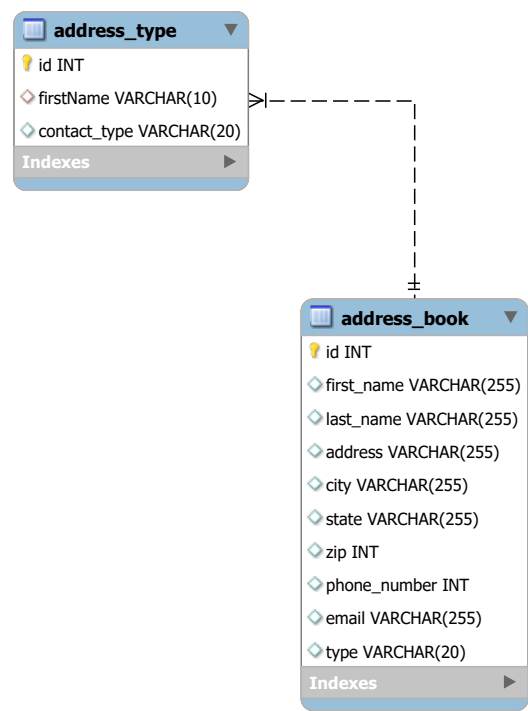 address_type
id INT
firstName VARCHAR(10)
contact_type VARCHAR(20)
Indexes
address_book
id INT
first_name VARCHAR(255)
last_name VARCHAR(255)
address VARCHAR(255)
city VARCHAR(255)
state VARCHAR(255)
zip INT
phone_number INT
email VARCHAR(255)
type VARCHAR(20)
Indexes